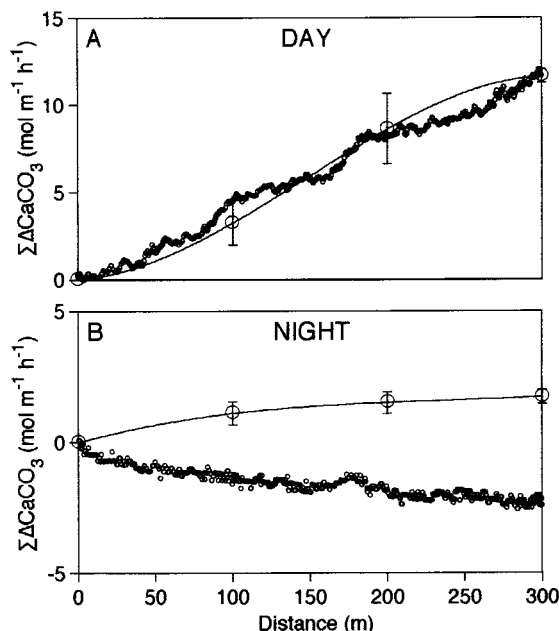 A DAY
ΣΔCaCO₃ (mol m⁻¹ h⁻¹)
15
10
5
0
B NIGHT
ΣΔCaCO₃ (mol m⁻¹ h⁻¹)
5
0
-5
0 50 100 150 200 250 300
Distance (m)